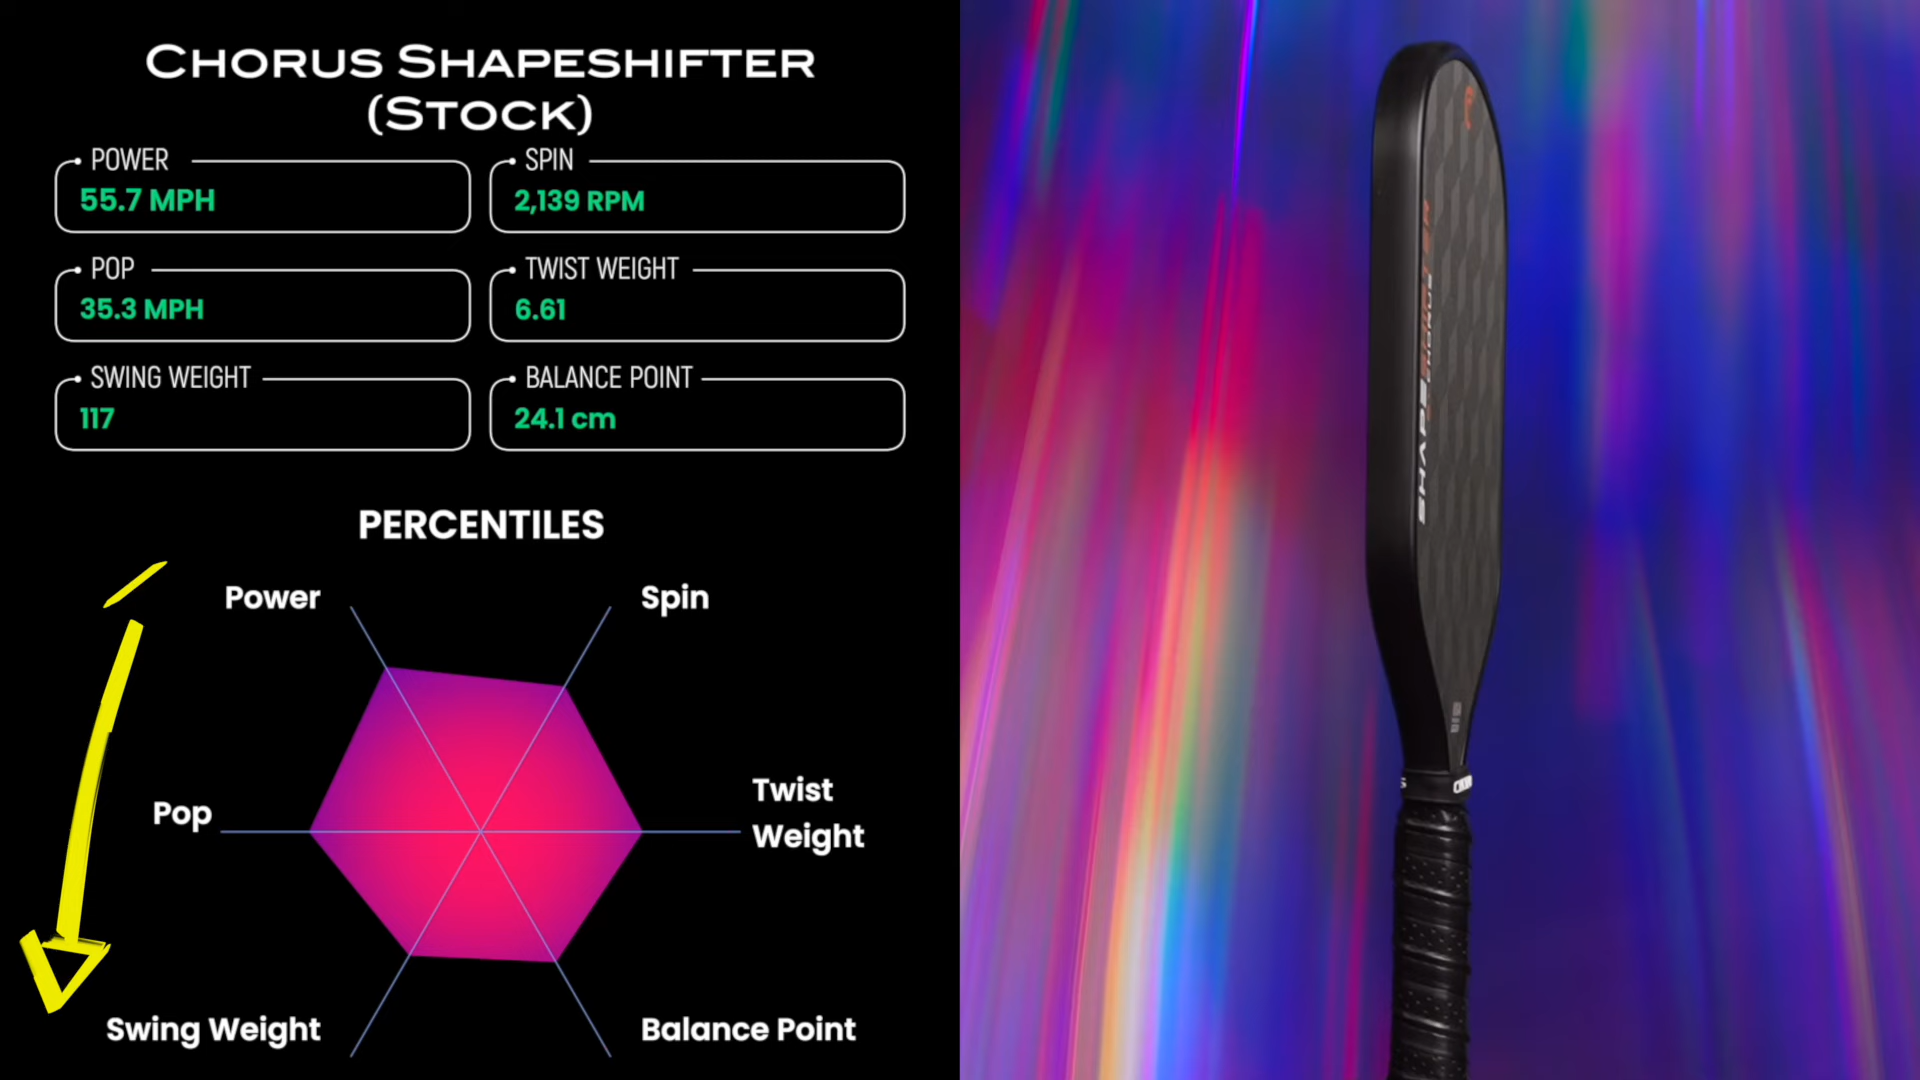 CHORUS SHAPESHIFTER
(STOCK)
POWER
55.7 MPH
SPIN
2,139 RPM
POP
35.3 MPH
TWIST WEIGHT
6.61
SWING WEIGHT
117
BALANCE POINT
24.1 cm
PERCENTILES
Power
Spin
Pop
Twist
Weight
Swing Weight
Balance Point
SHAPESHIFTER